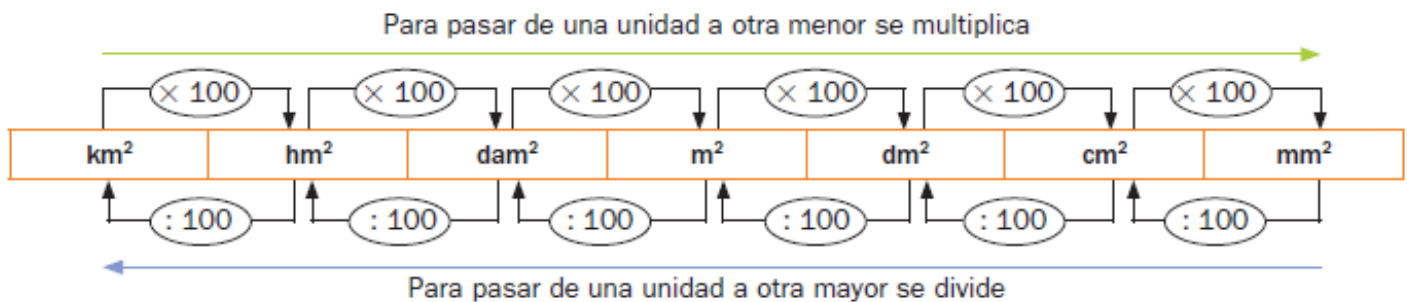 Para pasar de una unidad a otra menor se multiplica
× 100 × 100 × 100 × 100 × 100 × 100
km² hm² dam² m² dm² cm² mm²
: 100 : 100 : 100 : 100 : 100 : 100
Para pasar de una unidad a otra mayor se divide